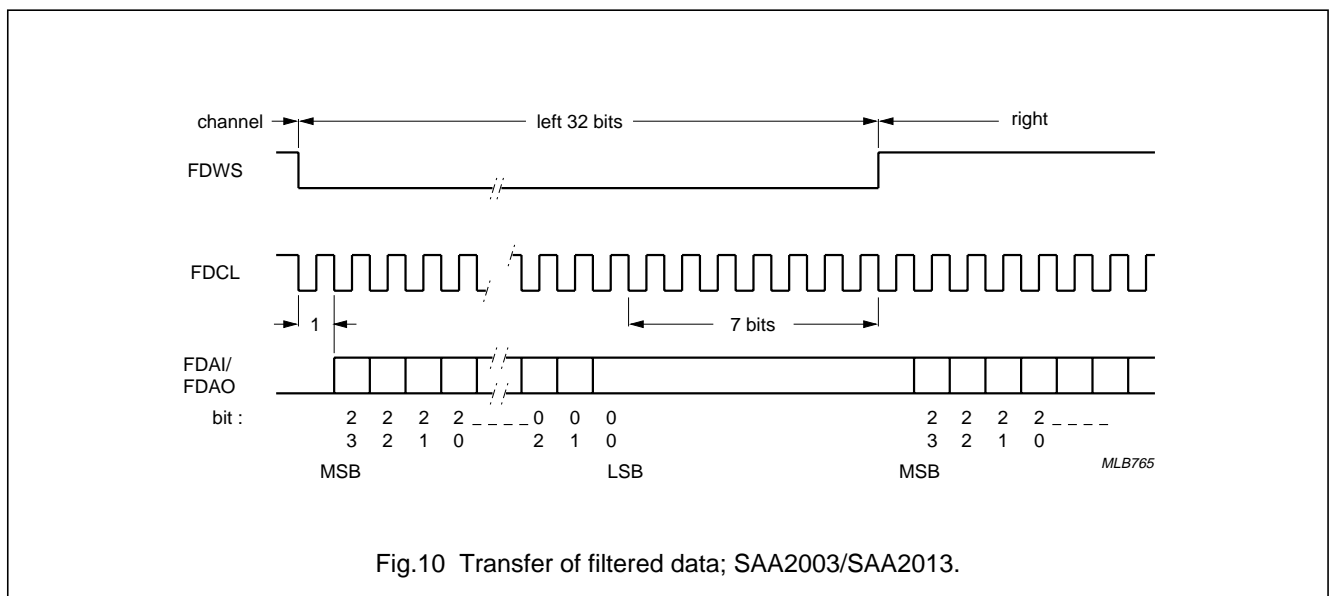 channel left 32 bits right
FDWS
FDCL
1 7 bits
FDAI/
FDAO
bit : 2 2 2 2 _ _ _ _ 0 0 0 2 2 2 2 _ _ _ _
3 2 1 0 2 1 0 3 2 1 0
MSB LSB MSB MLB765
Fig.10 Transfer of filtered data; SAA2003/SAA2013.